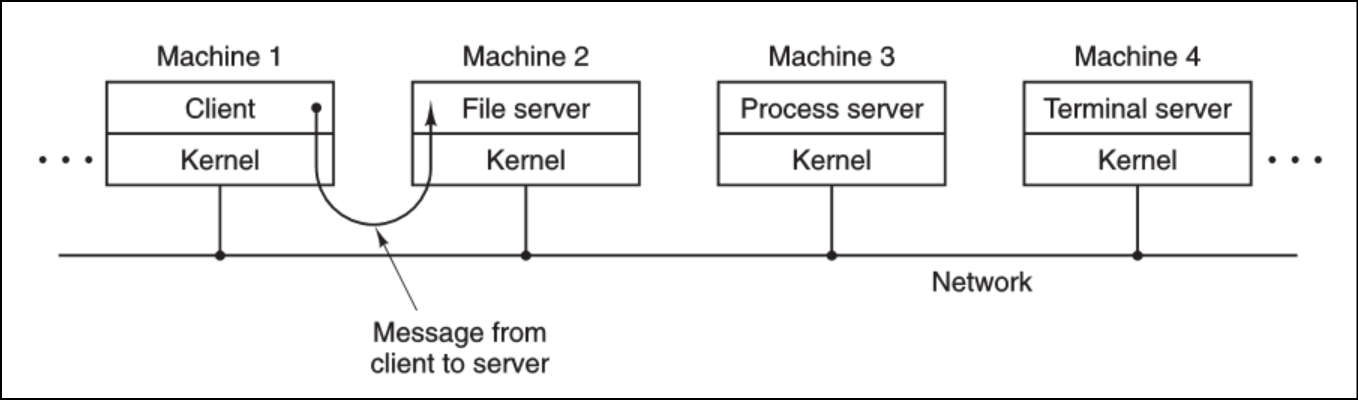 Machine 1
Machine 2
Machine 3
Machine 4
Client
File server
Process server
Terminal server
• • •
Kernel
Kernel
Kernel
Kernel
• • •
Network
Message from
client to server